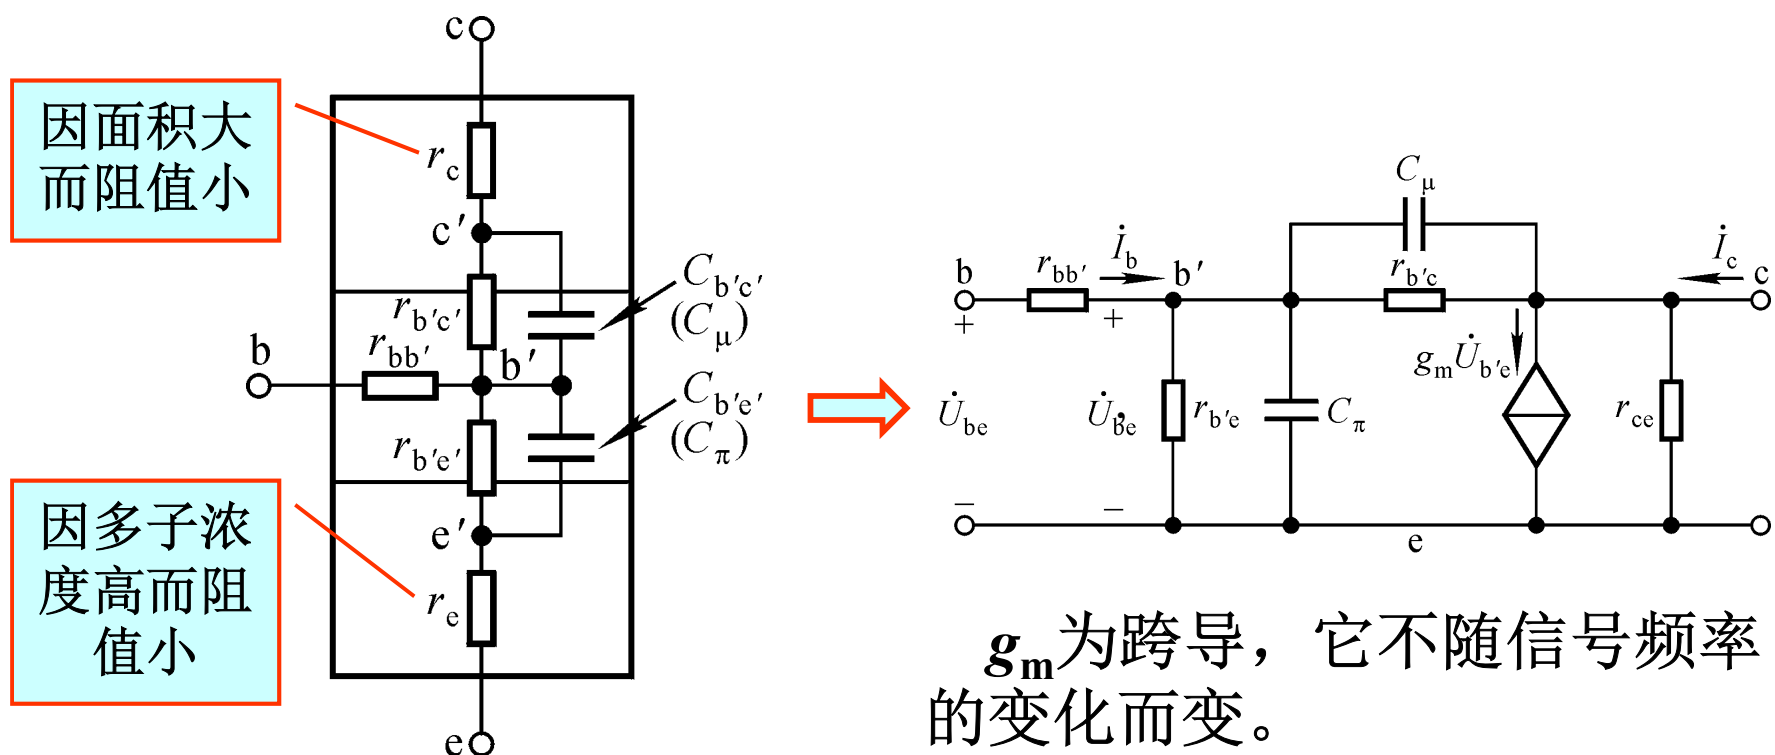 c
因面积大
而阻值小
r_c
c′
C_b′c′
(C_μ)
r_b′c′
b
r_bb′
b′
C_b′e′
(C_π)
r_b′e′
因多子浓
度高而阻
值小
e′
r_e
e
C_μ
b
r_bb′
İ_b
b′
r_b′c
İ_c
c
+
+
g_m U̇_b′e
U̇_be
U̇_b′e
r_b′e
C_π
r_ce
−
−
e
g_m为跨导，它不随信号频率
的变化而变。